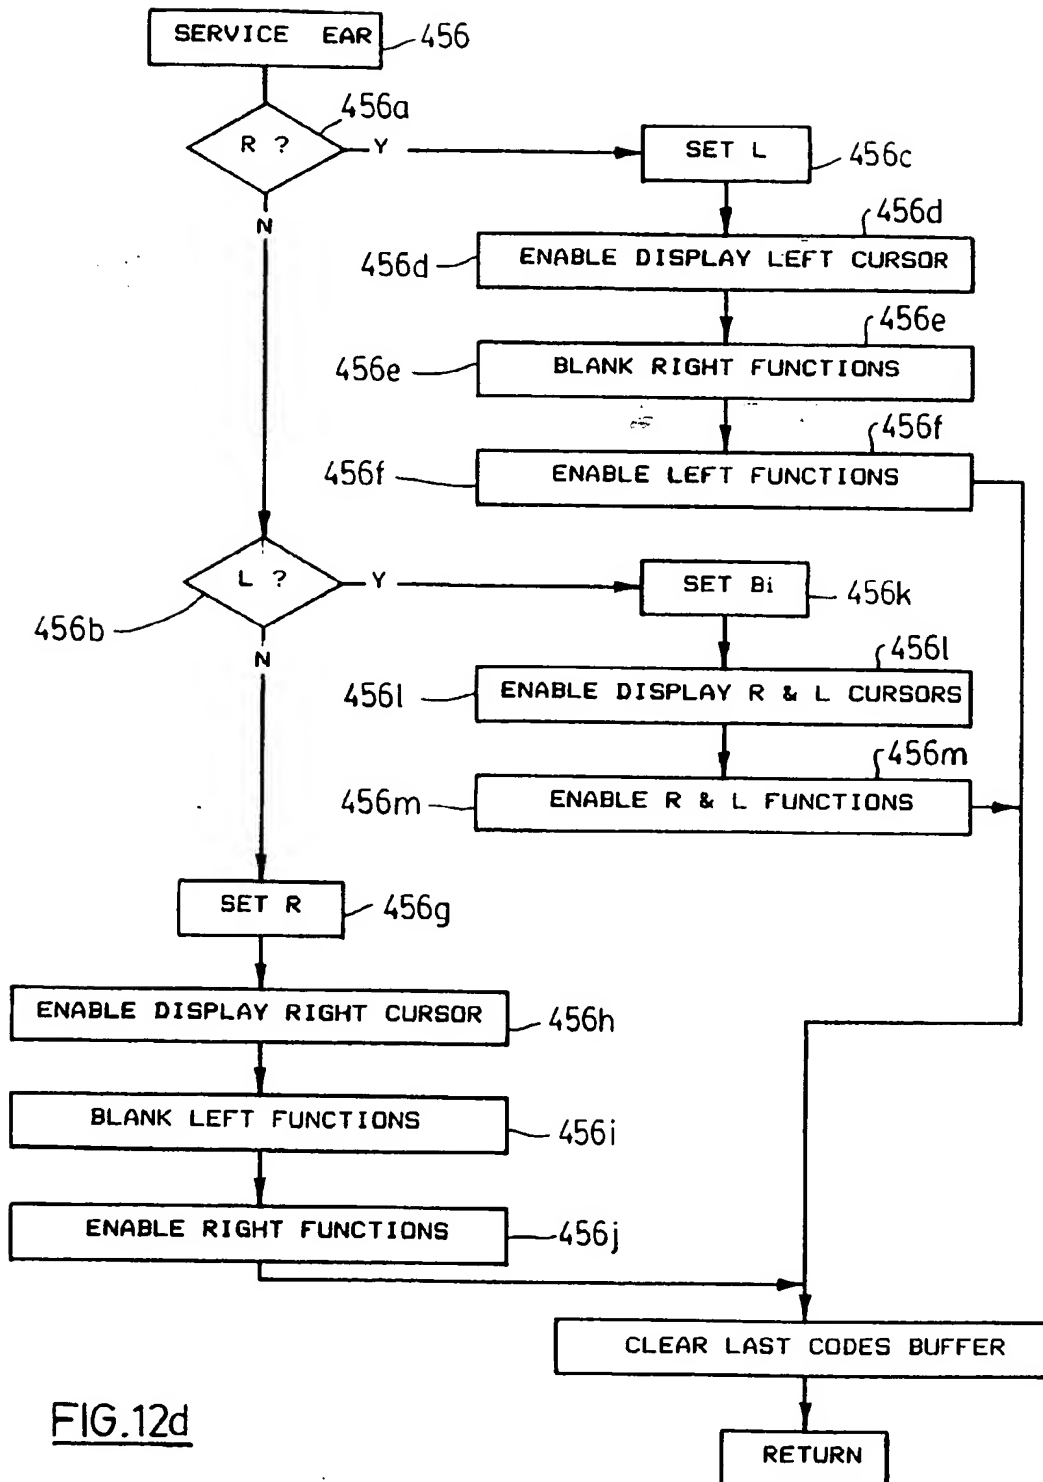 SERVICE EAR 456
456a
R ? Y SET L 456c
N
456d
456d ENABLE DISPLAY LEFT CURSOR
456e
456e BLANK RIGHT FUNCTIONS
456f
456f ENABLE LEFT FUNCTIONS
L ? Y SET Bi 456k
456b
N
456l
456l ENABLE DISPLAY R & L CURSORS
456m
456m ENABLE R & L FUNCTIONS
SET R 456g
ENABLE DISPLAY RIGHT CURSOR 456h
BLANK LEFT FUNCTIONS 456i
ENABLE RIGHT FUNCTIONS 456j
CLEAR LAST CODES BUFFER
RETURN
FIG.12d